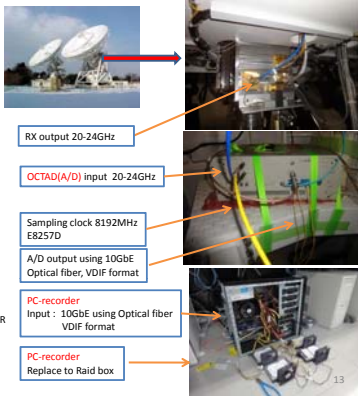 RX output 20-24GHz
OCTAD(A/D) input 20-24GHz
Sampling clock 8192MHz
E8257D
A/D output using 10GbE
Optical fiber, VDIF format
PC-recorder
Input : 10GbE using Optical fiber
VDIF format
R
PC-recorder
Replace to Raid box
13